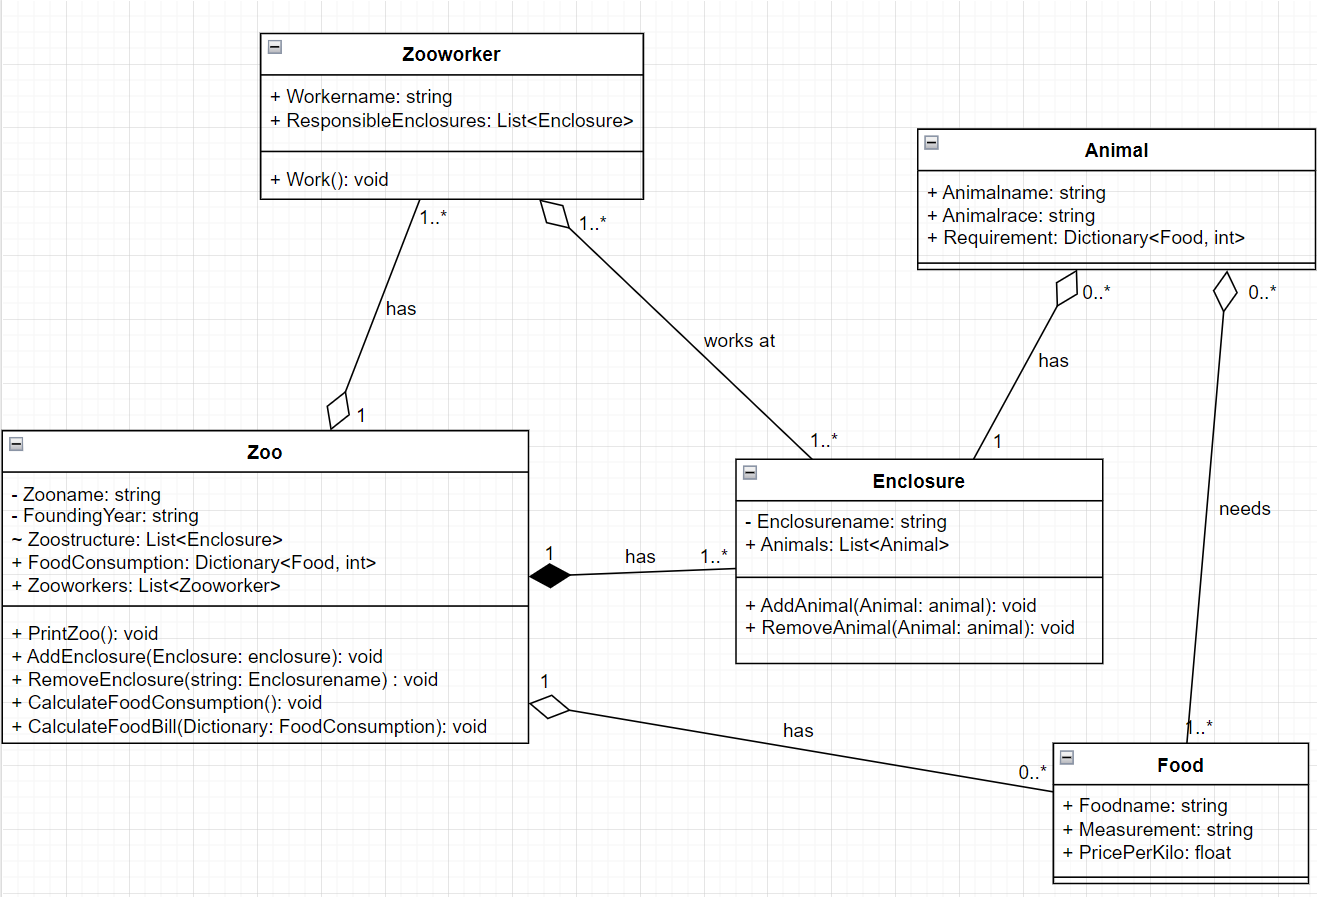 Zooworker
+ Workername: string
+ ResponsibleEnclosures: List<Enclosure>
+ Work(): void
1..*
1..*
has
works at
1
1..*
Animal
+ Animalname: string
+ Animalrace: string
+ Requirement: Dictionary<Food, int>
0..*
0..*
has
1
needs
1..*
Zoo
- Zooname: string
- FoundingYear: string
~ Zoostructure: List<Enclosure>
+ FoodConsumption: Dictionary<Food, int>
+ Zooworkers: List<Zooworker>
+ PrintZoo(): void
+ AddEnclosure(Enclosure: enclosure): void
+ RemoveEnclosure(string: Enclosurename) : void
+ CalculateFoodConsumption(): void
+ CalculateFoodBill(Dictionary: FoodConsumption): void
1
has
1..*
Enclosure
- Enclosurename: string
+ Animals: List<Animal>
+ AddAnimal(Animal: animal): void
+ RemoveAnimal(Animal: animal): void
1
has
0..*
Food
+ Foodname: string
+ Measurement: string
+ PricePerKilo: float